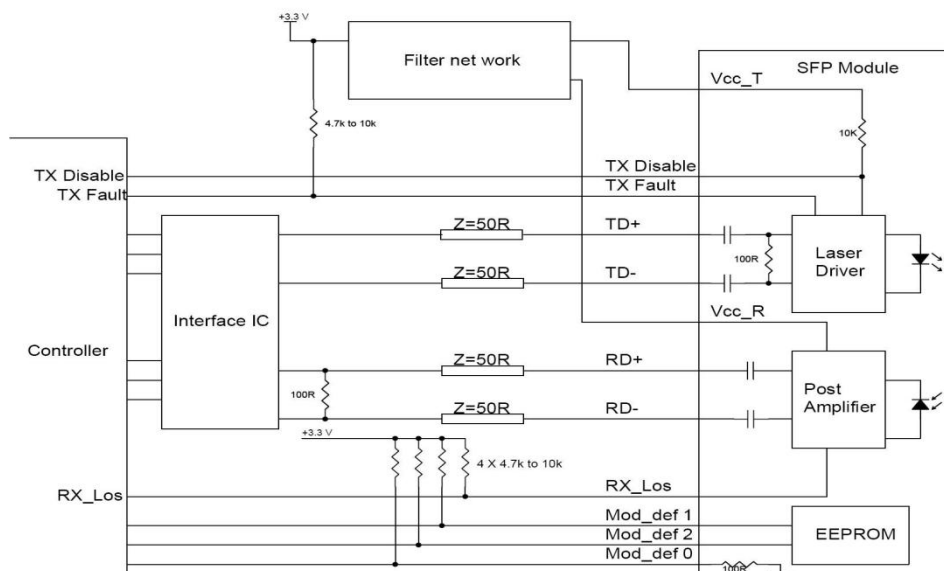 +3.3 V
Filter net work
SFP Module
Vcc_T
4.7k to 10k
10K
TX Disable
TX Disable
TX Fault
TX Fault
Z=50R
TD+
Laser
Driver
100R
Z=50R
TD-
Interface IC
Vcc_R
Controller
Z=50R
RD+
100R
Post
Amplifier
Z=50R
RD-
+3.3 V
4 X 4.7k to 10k
RX_Los
RX_Los
Mod_def 1
EEPROM
Mod_def 2
Mod_def 0
100R